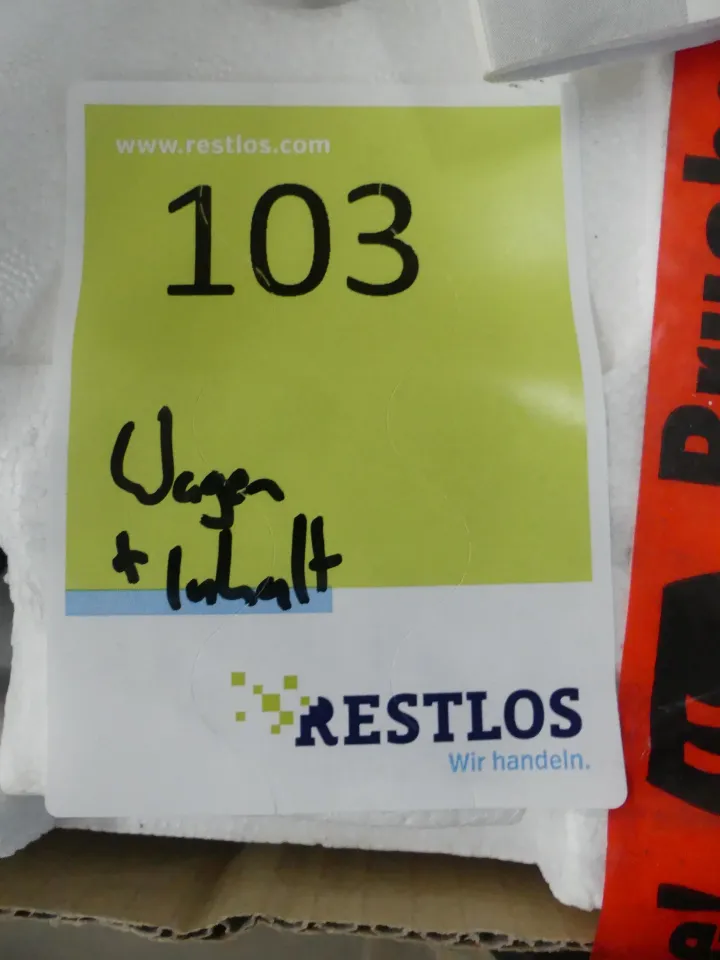 www.restlos.com
103
Wagen
+ Inhalt
RESTLOS
Wir handeln.